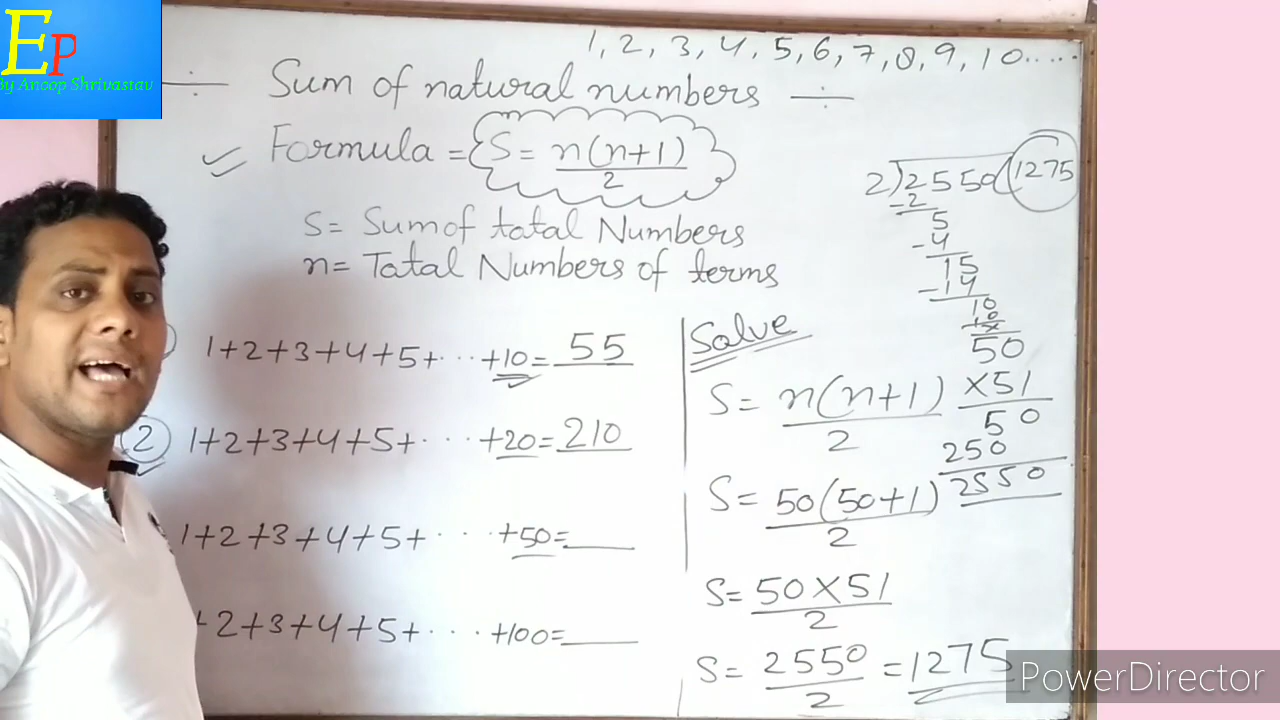 EP
By Anoop Shrivastav
1, 2, 3, 4, 5, 6, 7, 8, 9, 10.....
÷ Sum of natural numbers ÷
Formula = S = n(n+1)
2
S = Sum of tatal Numbers
n = Tatal Numbers of terms
1+2+3+4+5+ · · · +10 = 55
2 1+2+3+4+5+ · · · +20 = 210
1+2+3+4+5+ · · · +50 = ___
+2+3+4+5+ · · · +100 = ___
2)2550(1275
-2
5
-4
15
-14
10
50
×51
50
250
2550
Solve
S = n(n+1)
2
S = 50(50+1)
2
S = 50×51
2
S = 2550 = 1275
2
PowerDirector